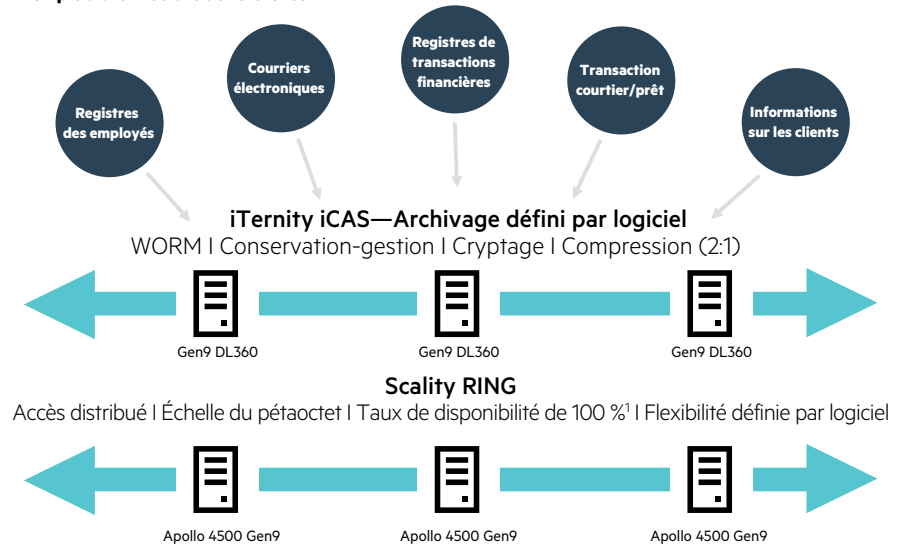 Registres
des employés
Courriers
électroniques
Registres de
transactions
financières
Transaction
courtier/prêt
Informations
sur les clients
iTernity iCAS—Archivage défini par logiciel
WORM I Conservation-gestion I Cryptage I Compression (2:1)
Gen9 DL360
Gen9 DL360
Gen9 DL360
Scality RING
Accès distribué I Échelle du pétaoctet I Taux de disponibilité de 100 %¹ I Flexibilité définie par logiciel
Apollo 4500 Gen9
Apollo 4500 Gen9
Apollo 4500 Gen9